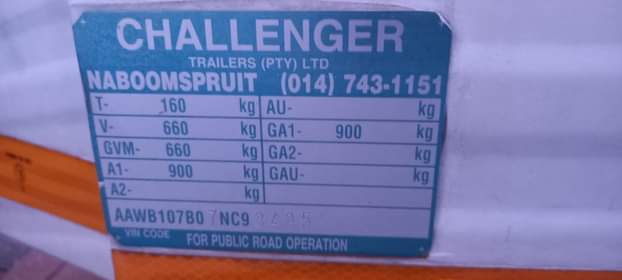 CHALLENGER
TRAILERS (PTY) LTD
NABOOMSPRUIT (014) 743-1151
T- 160 kg AU- kg
V- 660 kg GA1- 900 kg
GVM- 660 kg GA2- kg
A1- 900 kg GAU- kg
A2- kg
AAWB107B0 7NC9
VIN CODE FOR PUBLIC ROAD OPERATION